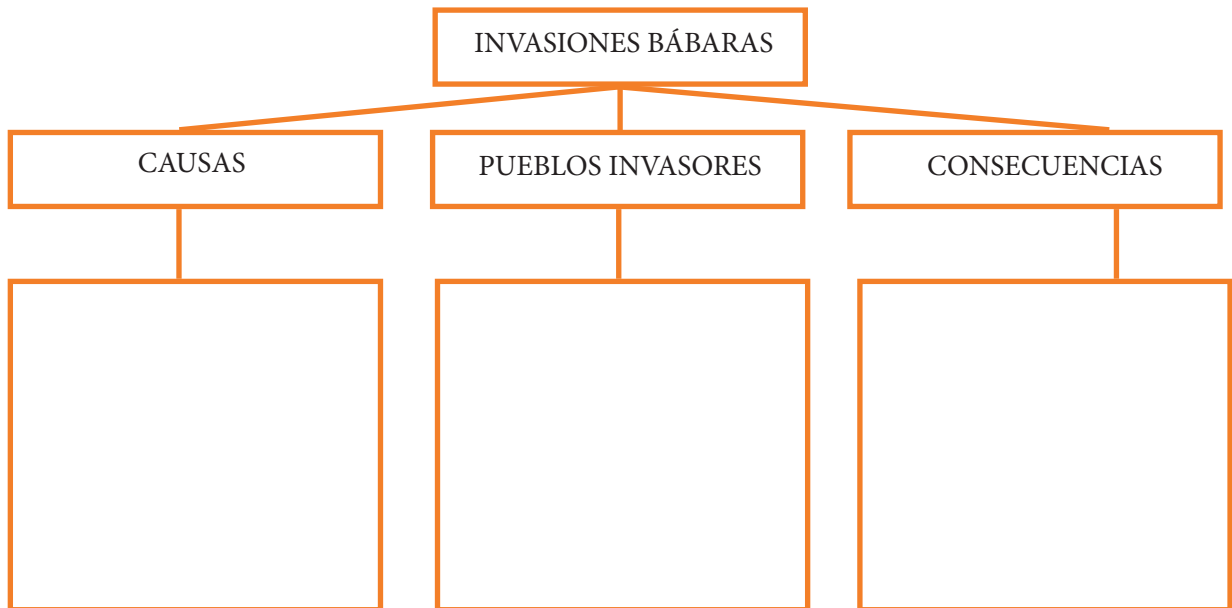 INVASIONES BÁBARAS
CAUSAS
PUEBLOS INVASORES
CONSECUENCIAS